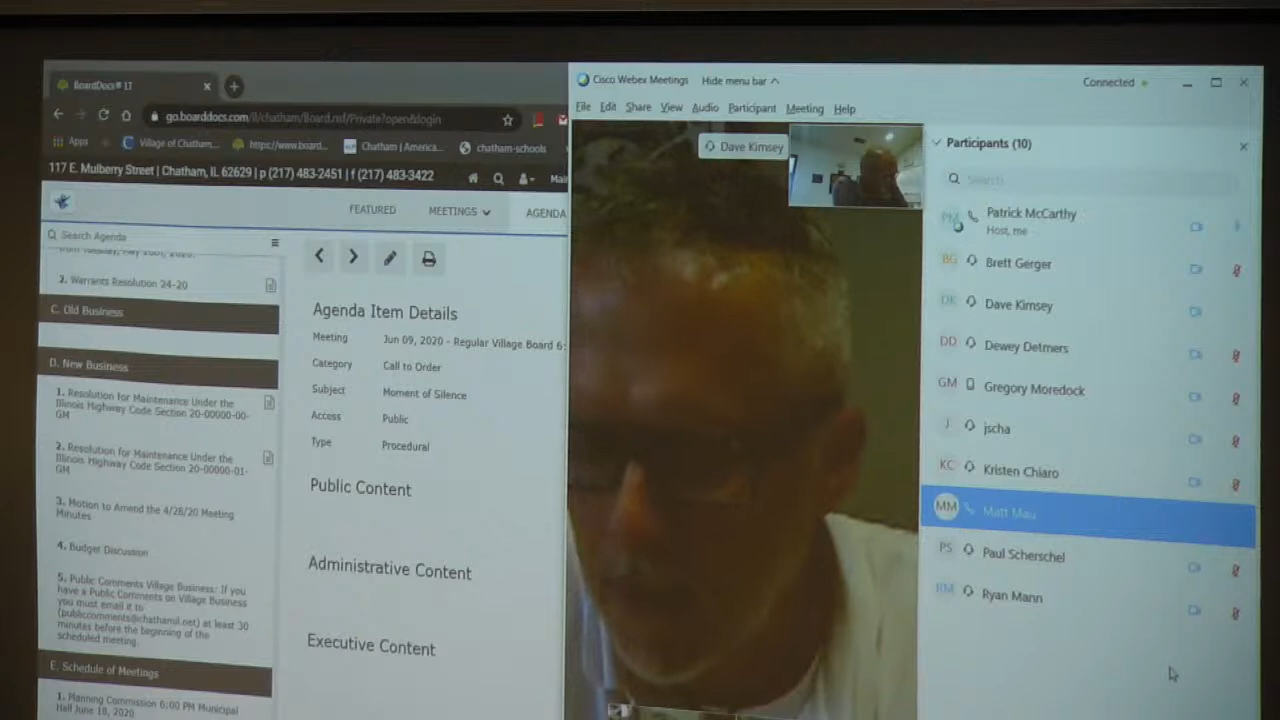 BoardDocs® LT
go.boarddocs.com/il/chatham/Board.nsf/Private?open&login
Apps
Village of Chatham...
https://www.board...
Chatham | America...
chatham-schools
117 E. Mulberry Street | Chatham, IL 62629 | p (217) 483-2451 | f (217) 483-3422
FEATURED
MEETINGS
AGENDA
Search Agenda
2. Warrants Resolution 24-20
C. Old Business
D. New Business
1. Resolution for Maintenance Under the
Illinois Highway Code Section 20-00000-00-
GM
2. Resolution for Maintenance Under the
Illinois Highway Code Section 20-00000-01-
GM
3. Motion to Amend the 4/28/20 Meeting
Minutes
4. Budget Discussion
5. Public Comments Village Business: If you
have a Public Comments on Village Business
you must email it to
(publiccomments@chathamil.net) at least 30
minutes before the beginning of the
scheduled meeting.
E. Schedule of Meetings
1. Planning Commission 6:00 PM Municipal
Hall June 18, 2020
Agenda Item Details
Meeting
Jun 09, 2020 - Regular Village Board 6:
Category
Call to Order
Subject
Moment of Silence
Access
Public
Type
Procedural
Public Content
Administrative Content
Executive Content
Cisco Webex Meetings
Hide menu bar
Connected
File Edit Share View Audio Participant Meeting Help
Dave Kimsey
Participants (10)
Search
PM
Patrick McCarthy
Host, me
BG
Brett Gerger
DK
Dave Kimsey
DD
Dewey Detmers
GM
Gregory Moredock
J
jscha
KC
Kristen Chiaro
MM
Matt Mau
PS
Paul Scherschel
RM
Ryan Mann